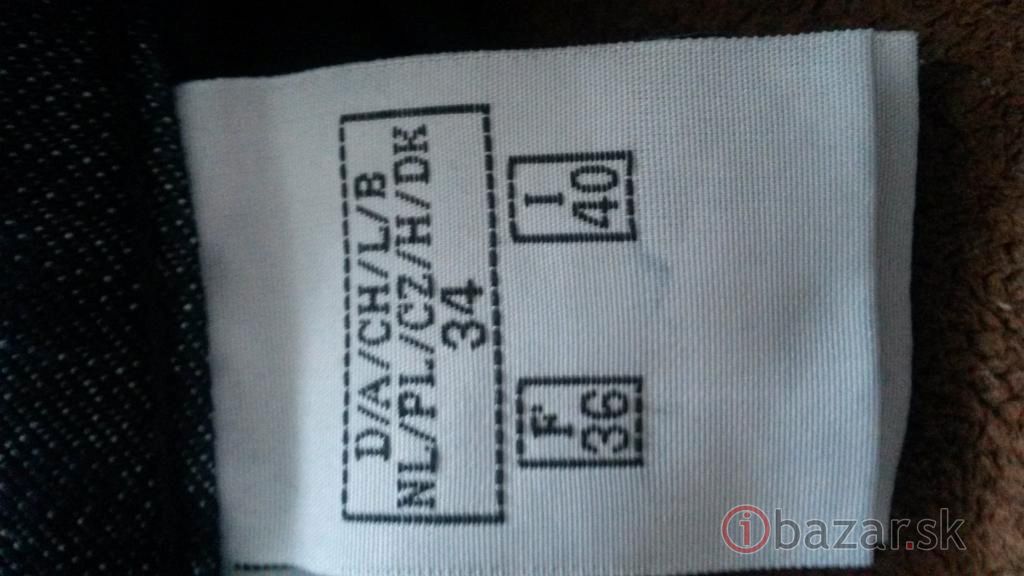 D/A/CH/L/B
NL/PL/CZ/H/DK
34
F
36
I
40
ibazar.sk